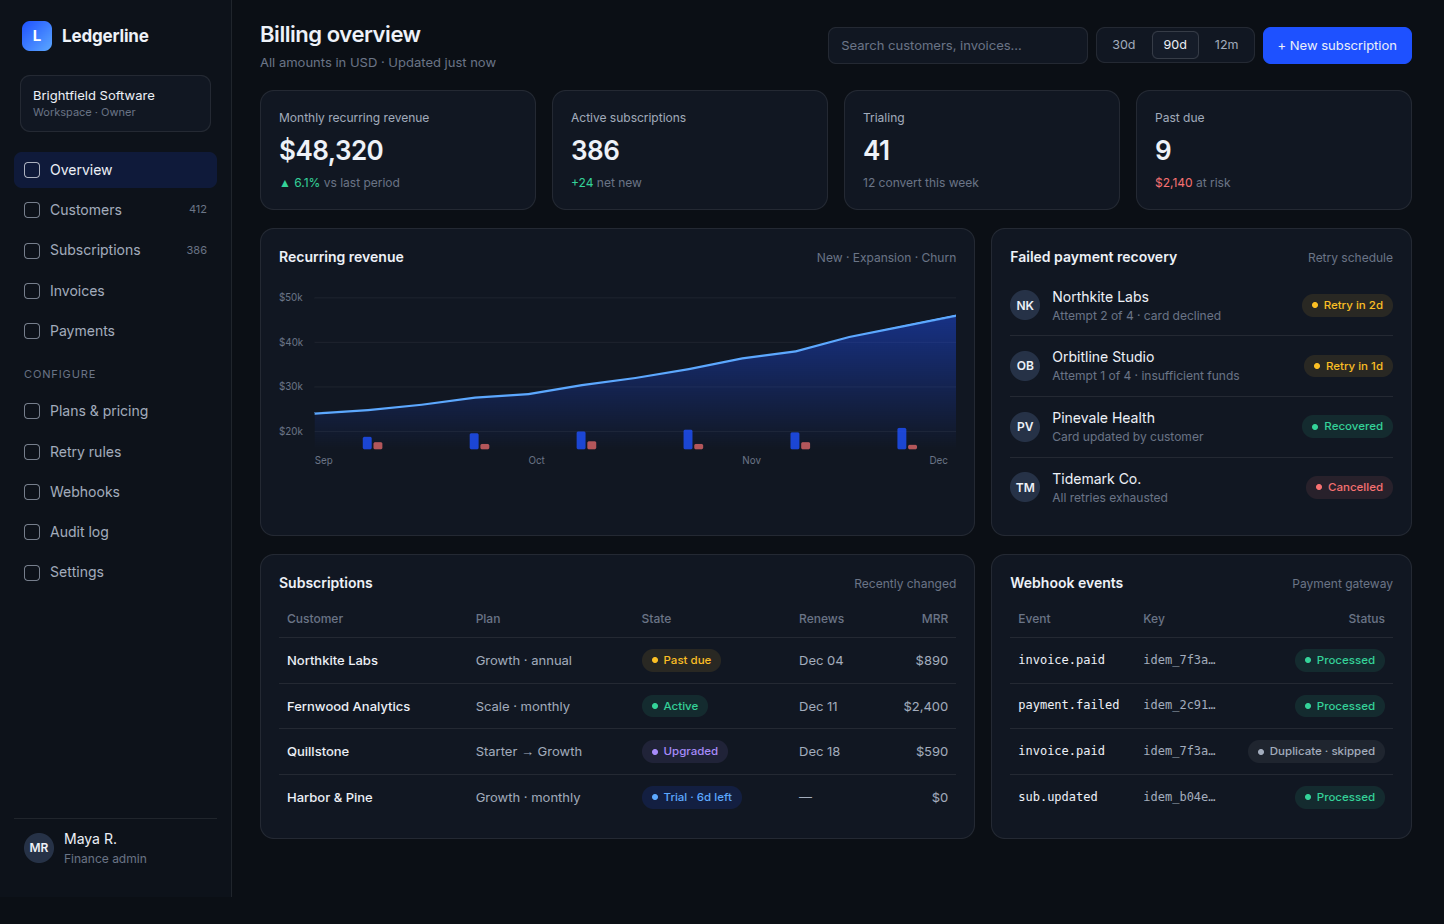 L Ledgerline
Brightfield Software
Workspace · Owner
Overview
Customers 412
Subscriptions 386
Invoices
Payments
CONFIGURE
Plans & pricing
Retry rules
Webhooks
Audit log
Settings
MR Maya R.
Finance admin
Billing overview
All amounts in USD · Updated just now
Search customers, invoices... 30d 90d 12m + New subscription
Monthly recurring revenue
$48,320
▲ 6.1% vs last period
Active subscriptions
386
+24 net new
Trialing
41
12 convert this week
Past due
9
$2,140 at risk
Recurring revenue New · Expansion · Churn
$50k
$40k
$30k
$20k
Sep Oct Nov Dec
Failed payment recovery Retry schedule
NK Northkite Labs Retry in 2d
Attempt 2 of 4 · card declined
OB Orbitline Studio Retry in 1d
Attempt 1 of 4 · insufficient funds
PV Pinevale Health Recovered
Card updated by customer
TM Tidemark Co. Cancelled
All retries exhausted
Subscriptions Recently changed
Customer Plan State Renews MRR
Northkite Labs Growth · annual Past due Dec 04 $890
Fernwood Analytics Scale · monthly Active Dec 11 $2,400
Quillstone Starter → Growth Upgraded Dec 18 $590
Harbor & Pine Growth · monthly Trial · 6d left — $0
Webhook events Payment gateway
Event Key Status
invoice.paid idem_7f3a… Processed
payment.failed idem_2c91… Processed
invoice.paid idem_7f3a… Duplicate · skipped
sub.updated idem_b04e… Processed